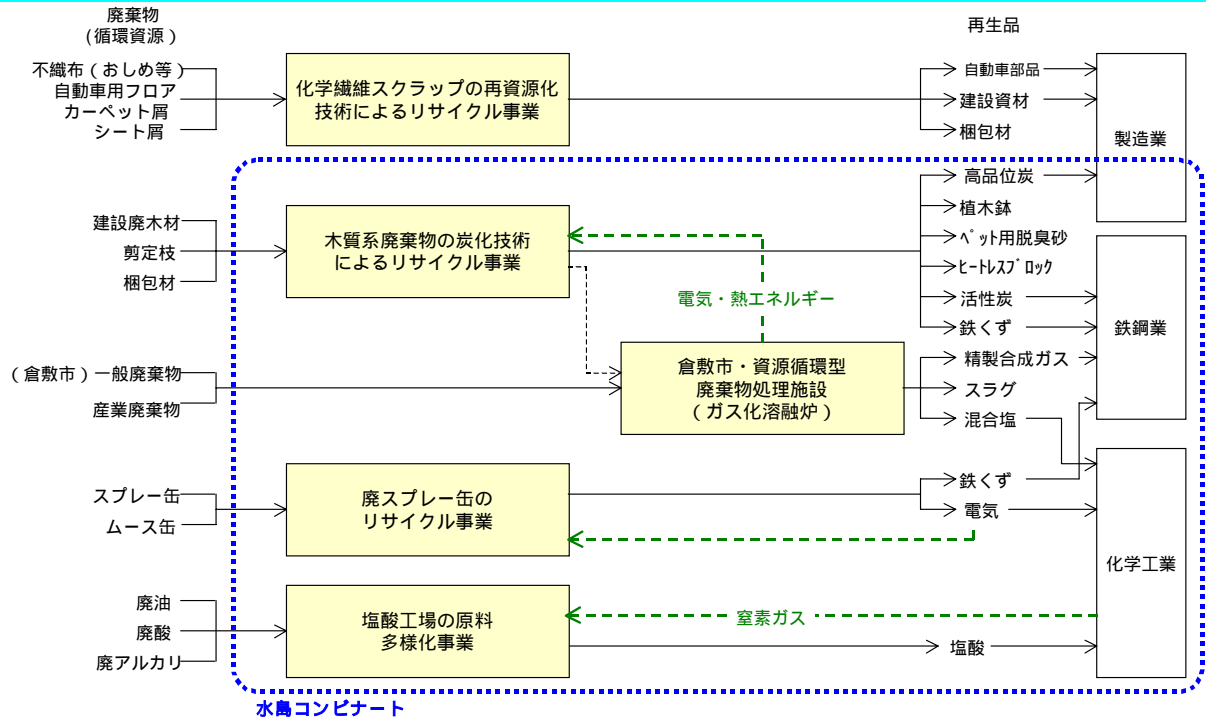 廃棄物
(循環資源)
再生品
不織布(おしめ等)
自動車用フロア
カーペット屑
シート屑
化学繊維スクラップの再資源化
技術によるリサイクル事業
自動車部品
建設資材
梱包材
製造業
建設廃木材
剪定枝
梱包材
木質系廃棄物の炭化技術
によるリサイクル事業
高品位炭
植木鉢
ペット用脱臭砂
ヒートレスブロック
活性炭
鉄くず
電気・熱エネルギー
鉄鋼業
(倉敷市)一般廃棄物
産業廃棄物
倉敷市・資源循環型
廃棄物処理施設
(ガス化溶融炉)
精製合成ガス
スラグ
混合塩
スプレー缶
ムース缶
廃スプレー缶の
リサイクル事業
鉄くず
電気
化学工業
廃油
廃酸
廃アルカリ
塩酸工場の原料
多様化事業
窒素ガス
塩酸
水島コンビナート